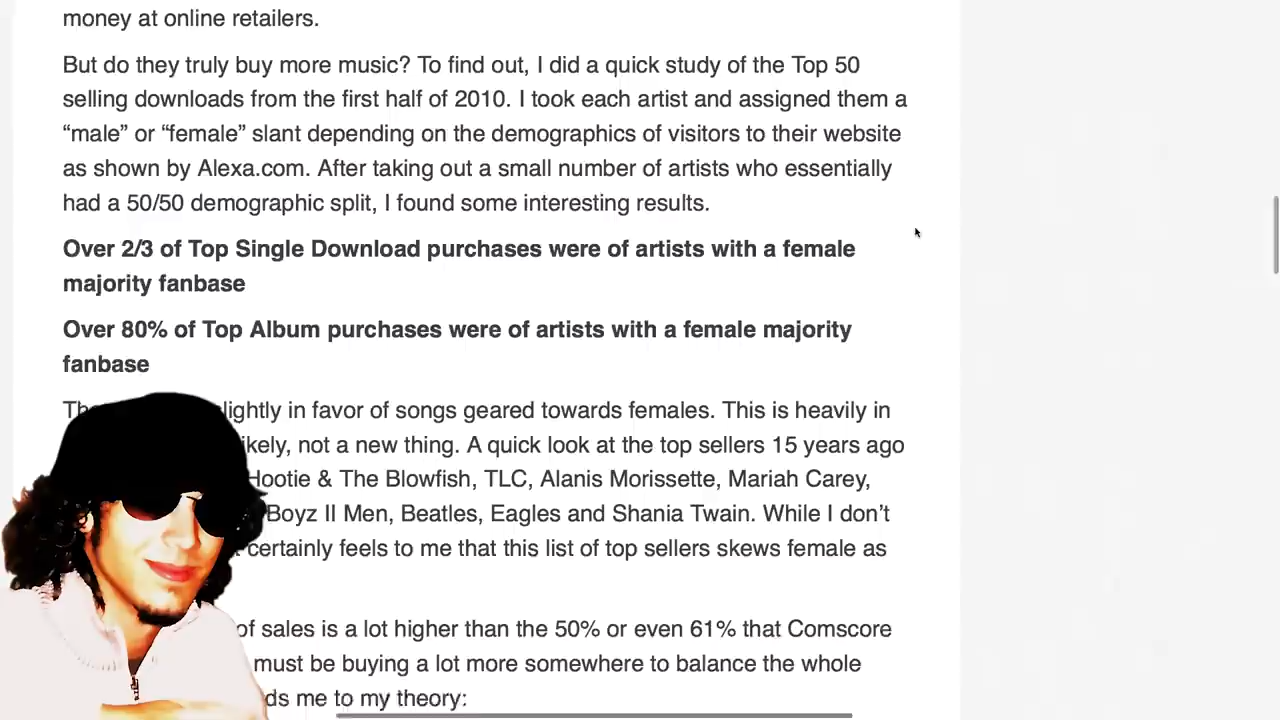 money at online retailers.
But do they truly buy more music? To find out, I did a quick study of the Top 50
selling downloads from the first half of 2010. I took each artist and assigned them a
“male” or “female” slant depending on the demographics of visitors to their website
as shown by Alexa.com. After taking out a small number of artists who essentially
had a 50/50 demographic split, I found some interesting results.
Over 2/3 of Top Single Download purchases were of artists with a female
majority fanbase
Over 80% of Top Album purchases were of artists with a female majority
fanbase
lightly in favor of songs geared towards females. This is heavily in
not a new thing. A quick look at the top sellers 15 years ago
Hootie & The Blowfish, TLC, Alanis Morissette, Mariah Carey,
Boyz II Men, Beatles, Eagles and Shania Twain. While I don’t
certainly feels to me that this list of top sellers skews female as
of sales is a lot higher than the 50% or even 61% that Comscore
must be buying a lot more somewhere to balance the whole
me to my theory: